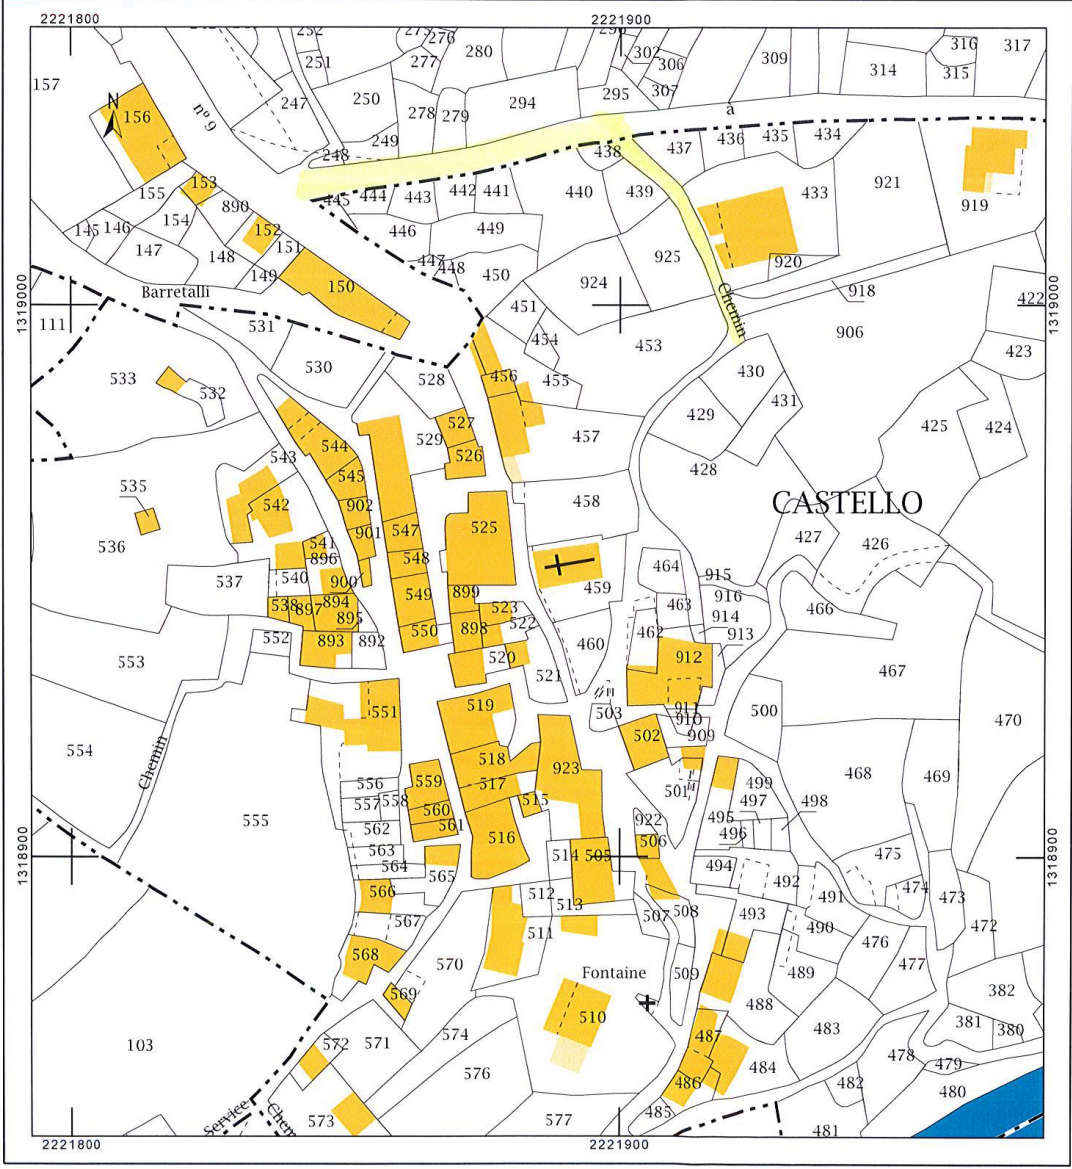 2221800 2221900
252 275 276 302 316 317
251 277 280 306 309 314 315
157 295 307
247 250 278 279 294
156 N nº 9 à
249 436 435 434
248 438 437
155 153 445 444 443 442 441 440 439 433 921 919
154 890
145 146 152 446 449
147 148 151 925 920
149 447 448 450 924
Barretalli 150 918
1319000 451 Chemin 422 1319000
111 531 454 453 906
530 423
533 532 528 456 455 430
431
527 529 457 429 425 424
544 543 526 428
545
535 542 902 458 CASTELLO
536 901 547 525 427 426
541 896 548
537 540 900 549 899 459 464 915
538 897 894 895 523 463 916 466
914
552 893 892 550 898 522 460 462 913
553 520 912 467
521
551 519 503 911 500 470
910
554 502 909
Chemin 518 923
556 559 517 501 499 468 469
557 558 560 515 497 498
555 562 561 516 922 495 496
563 506
1318900 564 565 514 505 494 475 1318900
566 512 513 492 491 474 473
567 507 508 493 490 472
511 476
568 570 Fontaine 509 489 477
569 382
510 488
574 487 483 381 380
103 572 571
576 484 478 479
486 482 480
573 577 485 481
Service Chem
2221800 2221900